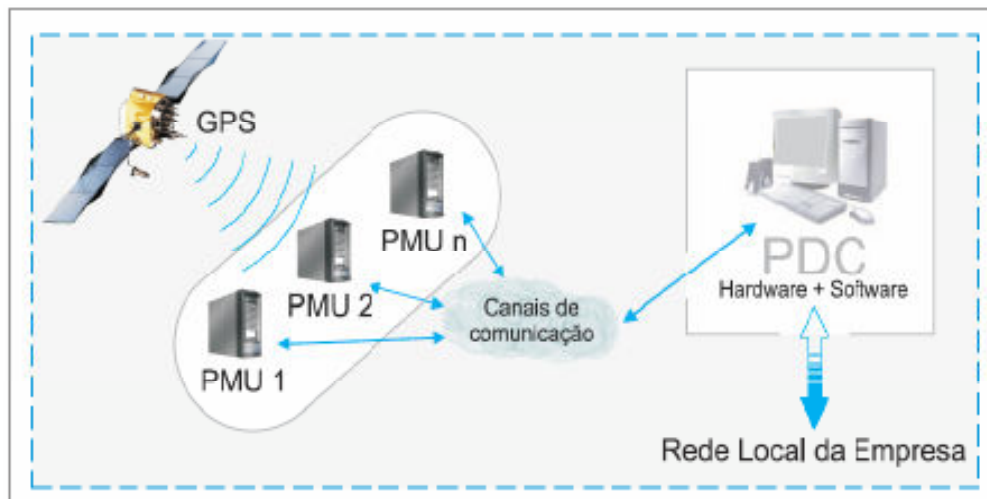 GPS
PMU n
PMU 2
PMU 1
Canais de
comunicação
PDC
Hardware + Software
Rede Local da Empresa